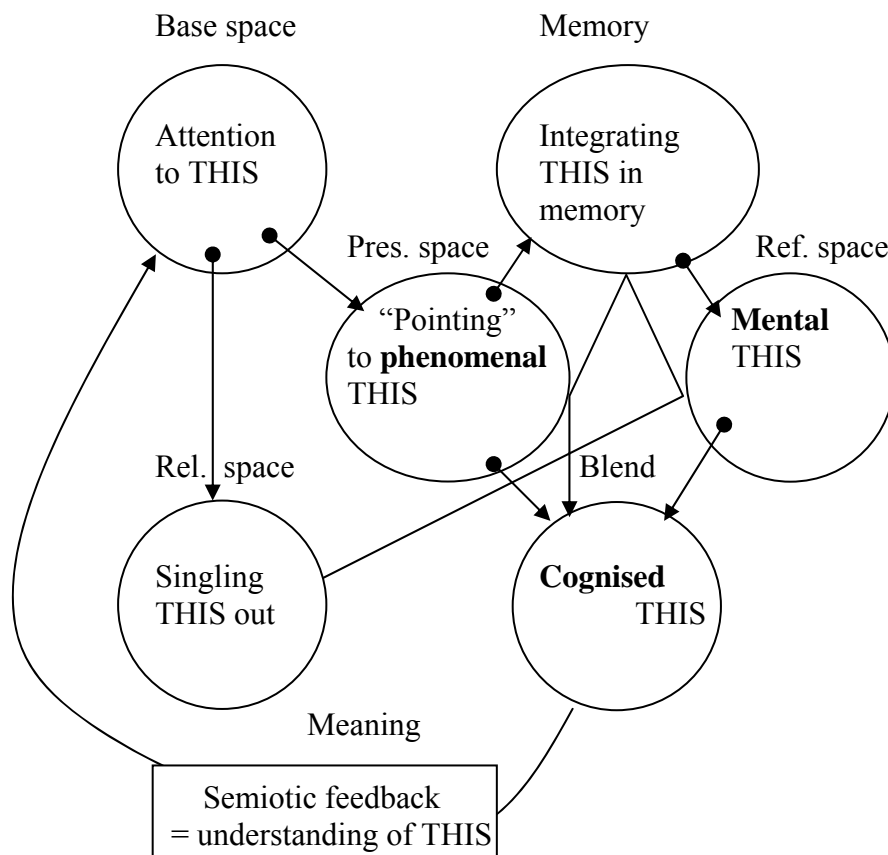 Base space
Memory
Attention
to THIS
Integrating
THIS in
memory
Pres. space
Ref. space
“Pointing”
to phenomenal
THIS
Mental
THIS
Rel. space
Blend
Singling
THIS out
Cognised
THIS
Meaning
Semiotic feedback
= understanding of THIS